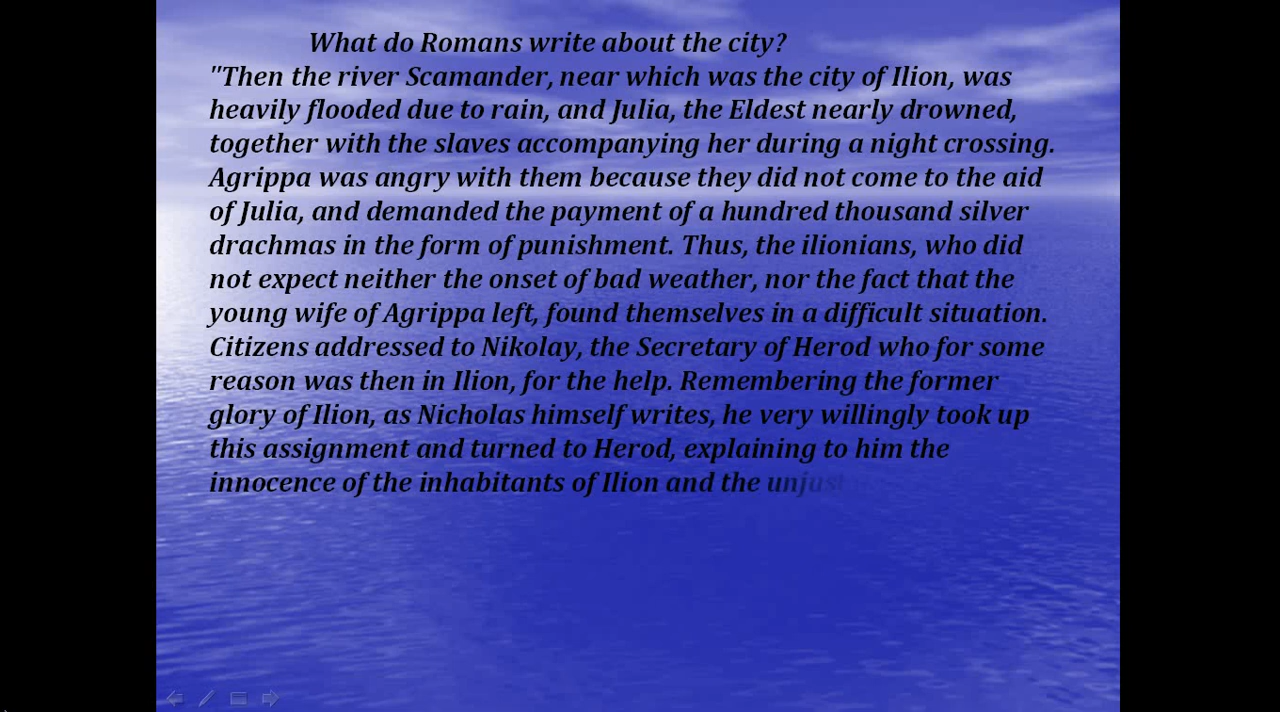 What do Romans write about the city?
"Then the river Scamander, near which was the city of Ilion, was
heavily flooded due to rain, and Julia, the Eldest nearly drowned,
together with the slaves accompanying her during a night crossing.
Agrippa was angry with them because they did not come to the aid
of Julia, and demanded the payment of a hundred thousand silver
drachmas in the form of punishment. Thus, the ilionians, who did
not expect neither the onset of bad weather, nor the fact that the
young wife of Agrippa left, found themselves in a difficult situation.
Citizens addressed to Nikolay, the Secretary of Herod who for some
reason was then in Ilion, for the help. Remembering the former
glory of Ilion, as Nicholas himself writes, he very willingly took up
this assignment and turned to Herod, explaining to him the
innocence of the inhabitants of Ilion and the unjust